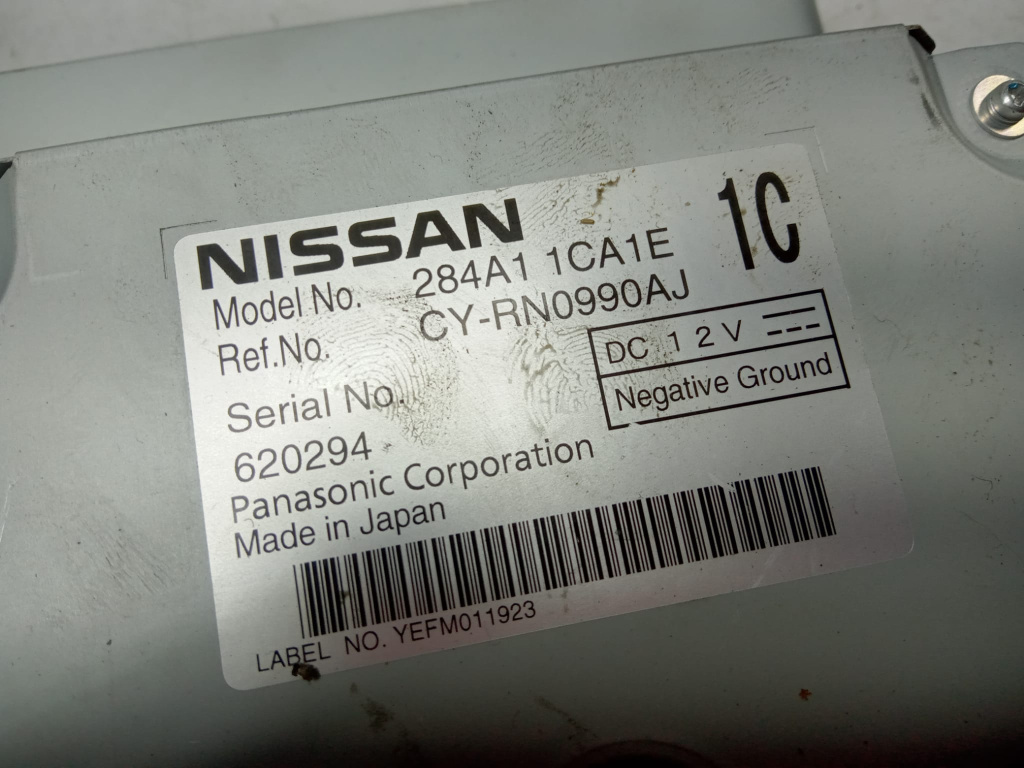 NISSAN
1C
Model No. 284A1 1CA1E
Ref.No. CY-RN0990AJ
DC 12V
Negative Ground
Serial No.
620294
Panasonic Corporation
Made in Japan
LABEL NO. YEFM011923